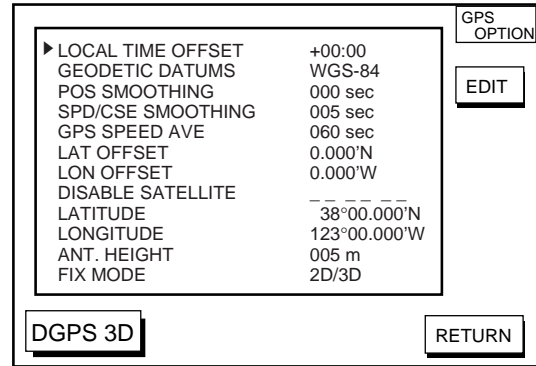 GPS
OPTION
▶ LOCAL TIME OFFSET +00:00
GEODETIC DATUMS WGS-84
POS SMOOTHING 000 sec
SPD/CSE SMOOTHING 005 sec
GPS SPEED AVE 060 sec
LAT OFFSET 0.000'N
LON OFFSET 0.000'W
DISABLE SATELLITE _ _ _ _ _ _
LATITUDE 38°00.000'N
LONGITUDE 123°00.000'W
ANT. HEIGHT 005 m
FIX MODE 2D/3D
EDIT
DGPS 3D
RETURN